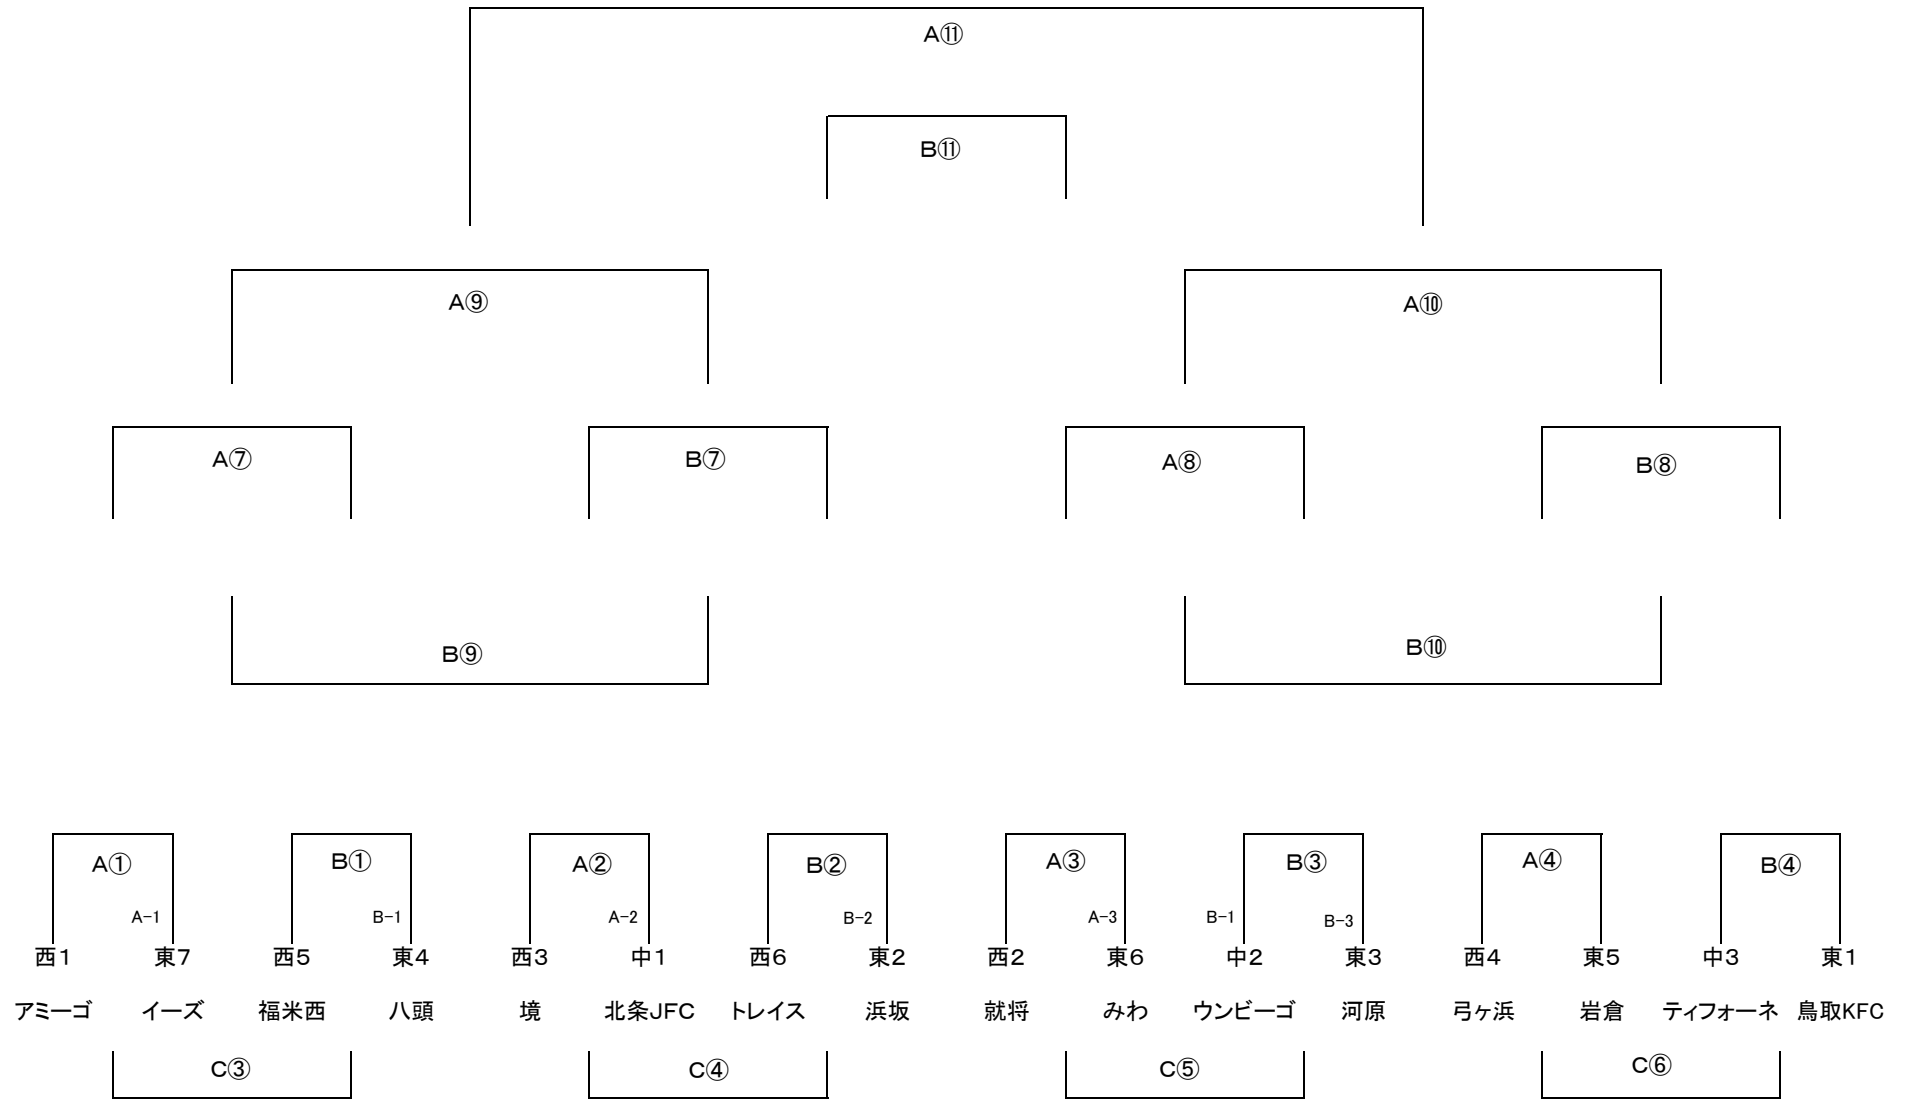 A⑪
B⑪
A⑨ A⑩
A⑦ B⑦ A⑧ B⑧
B⑨ B⑩
A① B① A② B② A③ B③ A④ B④
A-1 B-1 A-2 B-2 A-3 B-1 B-3
西1 東7 西5 東4 西3 中1 西6 東2 西2 東6 中2 東3 西4 東5 中3 東1
アミーゴ イーズ 福米西 八頭 境 北条JFC トレイス 浜坂 就将 みわ ウンビーゴ 河原 弓ヶ浜 岩倉 ティフォーネ 鳥取KFC
C③ C④ C⑤ C⑥